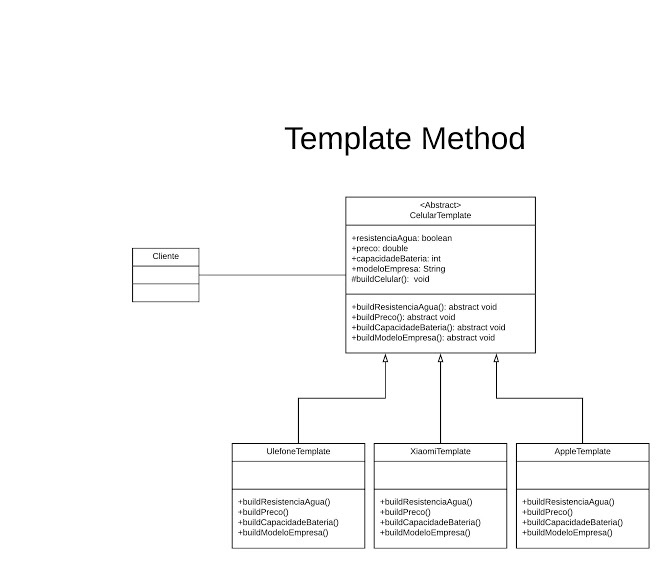 Template Method
<Abstract>
CelularTemplate
+resistenciaAgua: boolean
+preco: double
+capacidadeBateria: int
+modeloEmpresa: String
#buildCelular():  void
+buildResistenciaAgua(): abstract void
+buildPreco(): abstract void
+buildCapacidadeBateria(): abstract void
+buildModeloEmpresa(): abstract void
Cliente
UlefoneTemplate
+buildResistenciaAgua()
+buildPreco()
+buildCapacidadeBateria()
+buildModeloEmpresa()
XiaomiTemplate
+buildResistenciaAgua()
+buildPreco()
+buildCapacidadeBateria()
+buildModeloEmpresa()
AppleTemplate
+buildResistenciaAgua()
+buildPreco()
+buildCapacidadeBateria()
+buildModeloEmpresa()